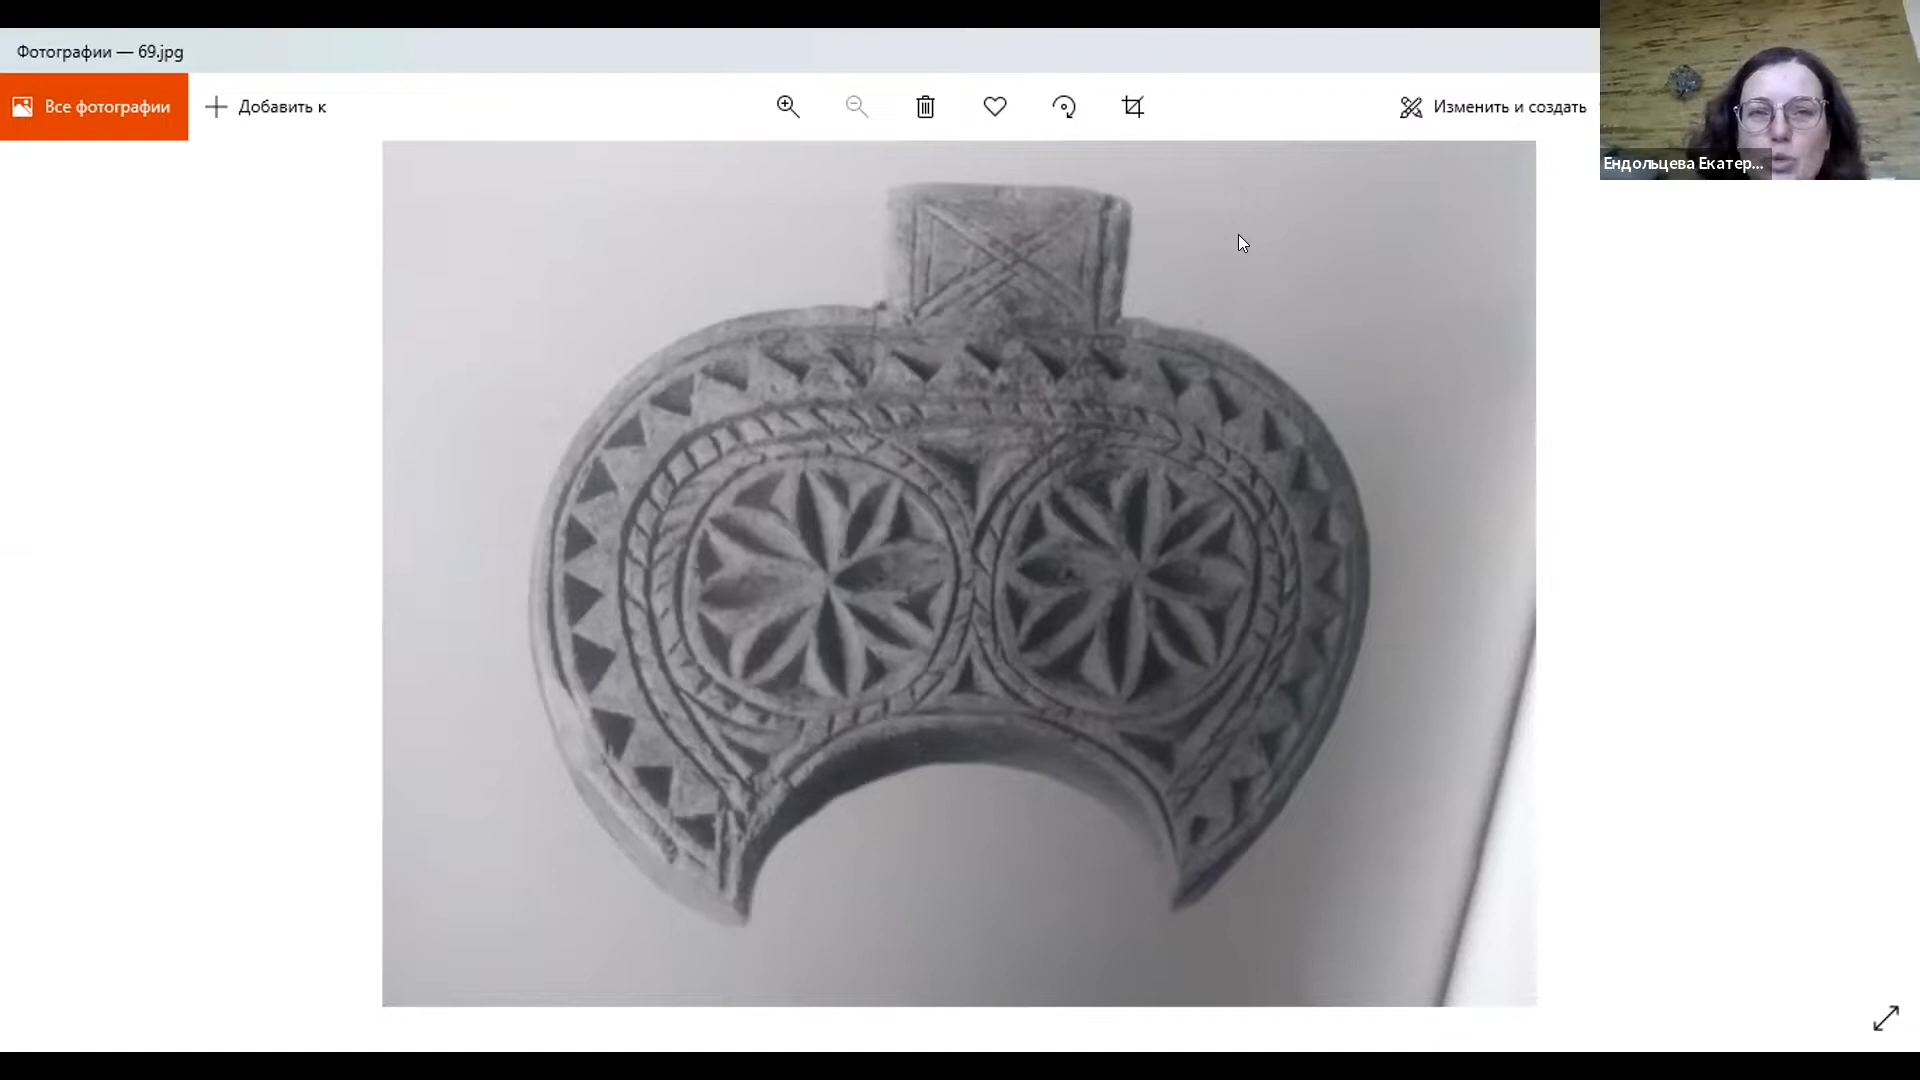 Фотографии — 69.jpg
Все фотографии
Добавить к
Изменить и создать
Ендольцева Екатер...